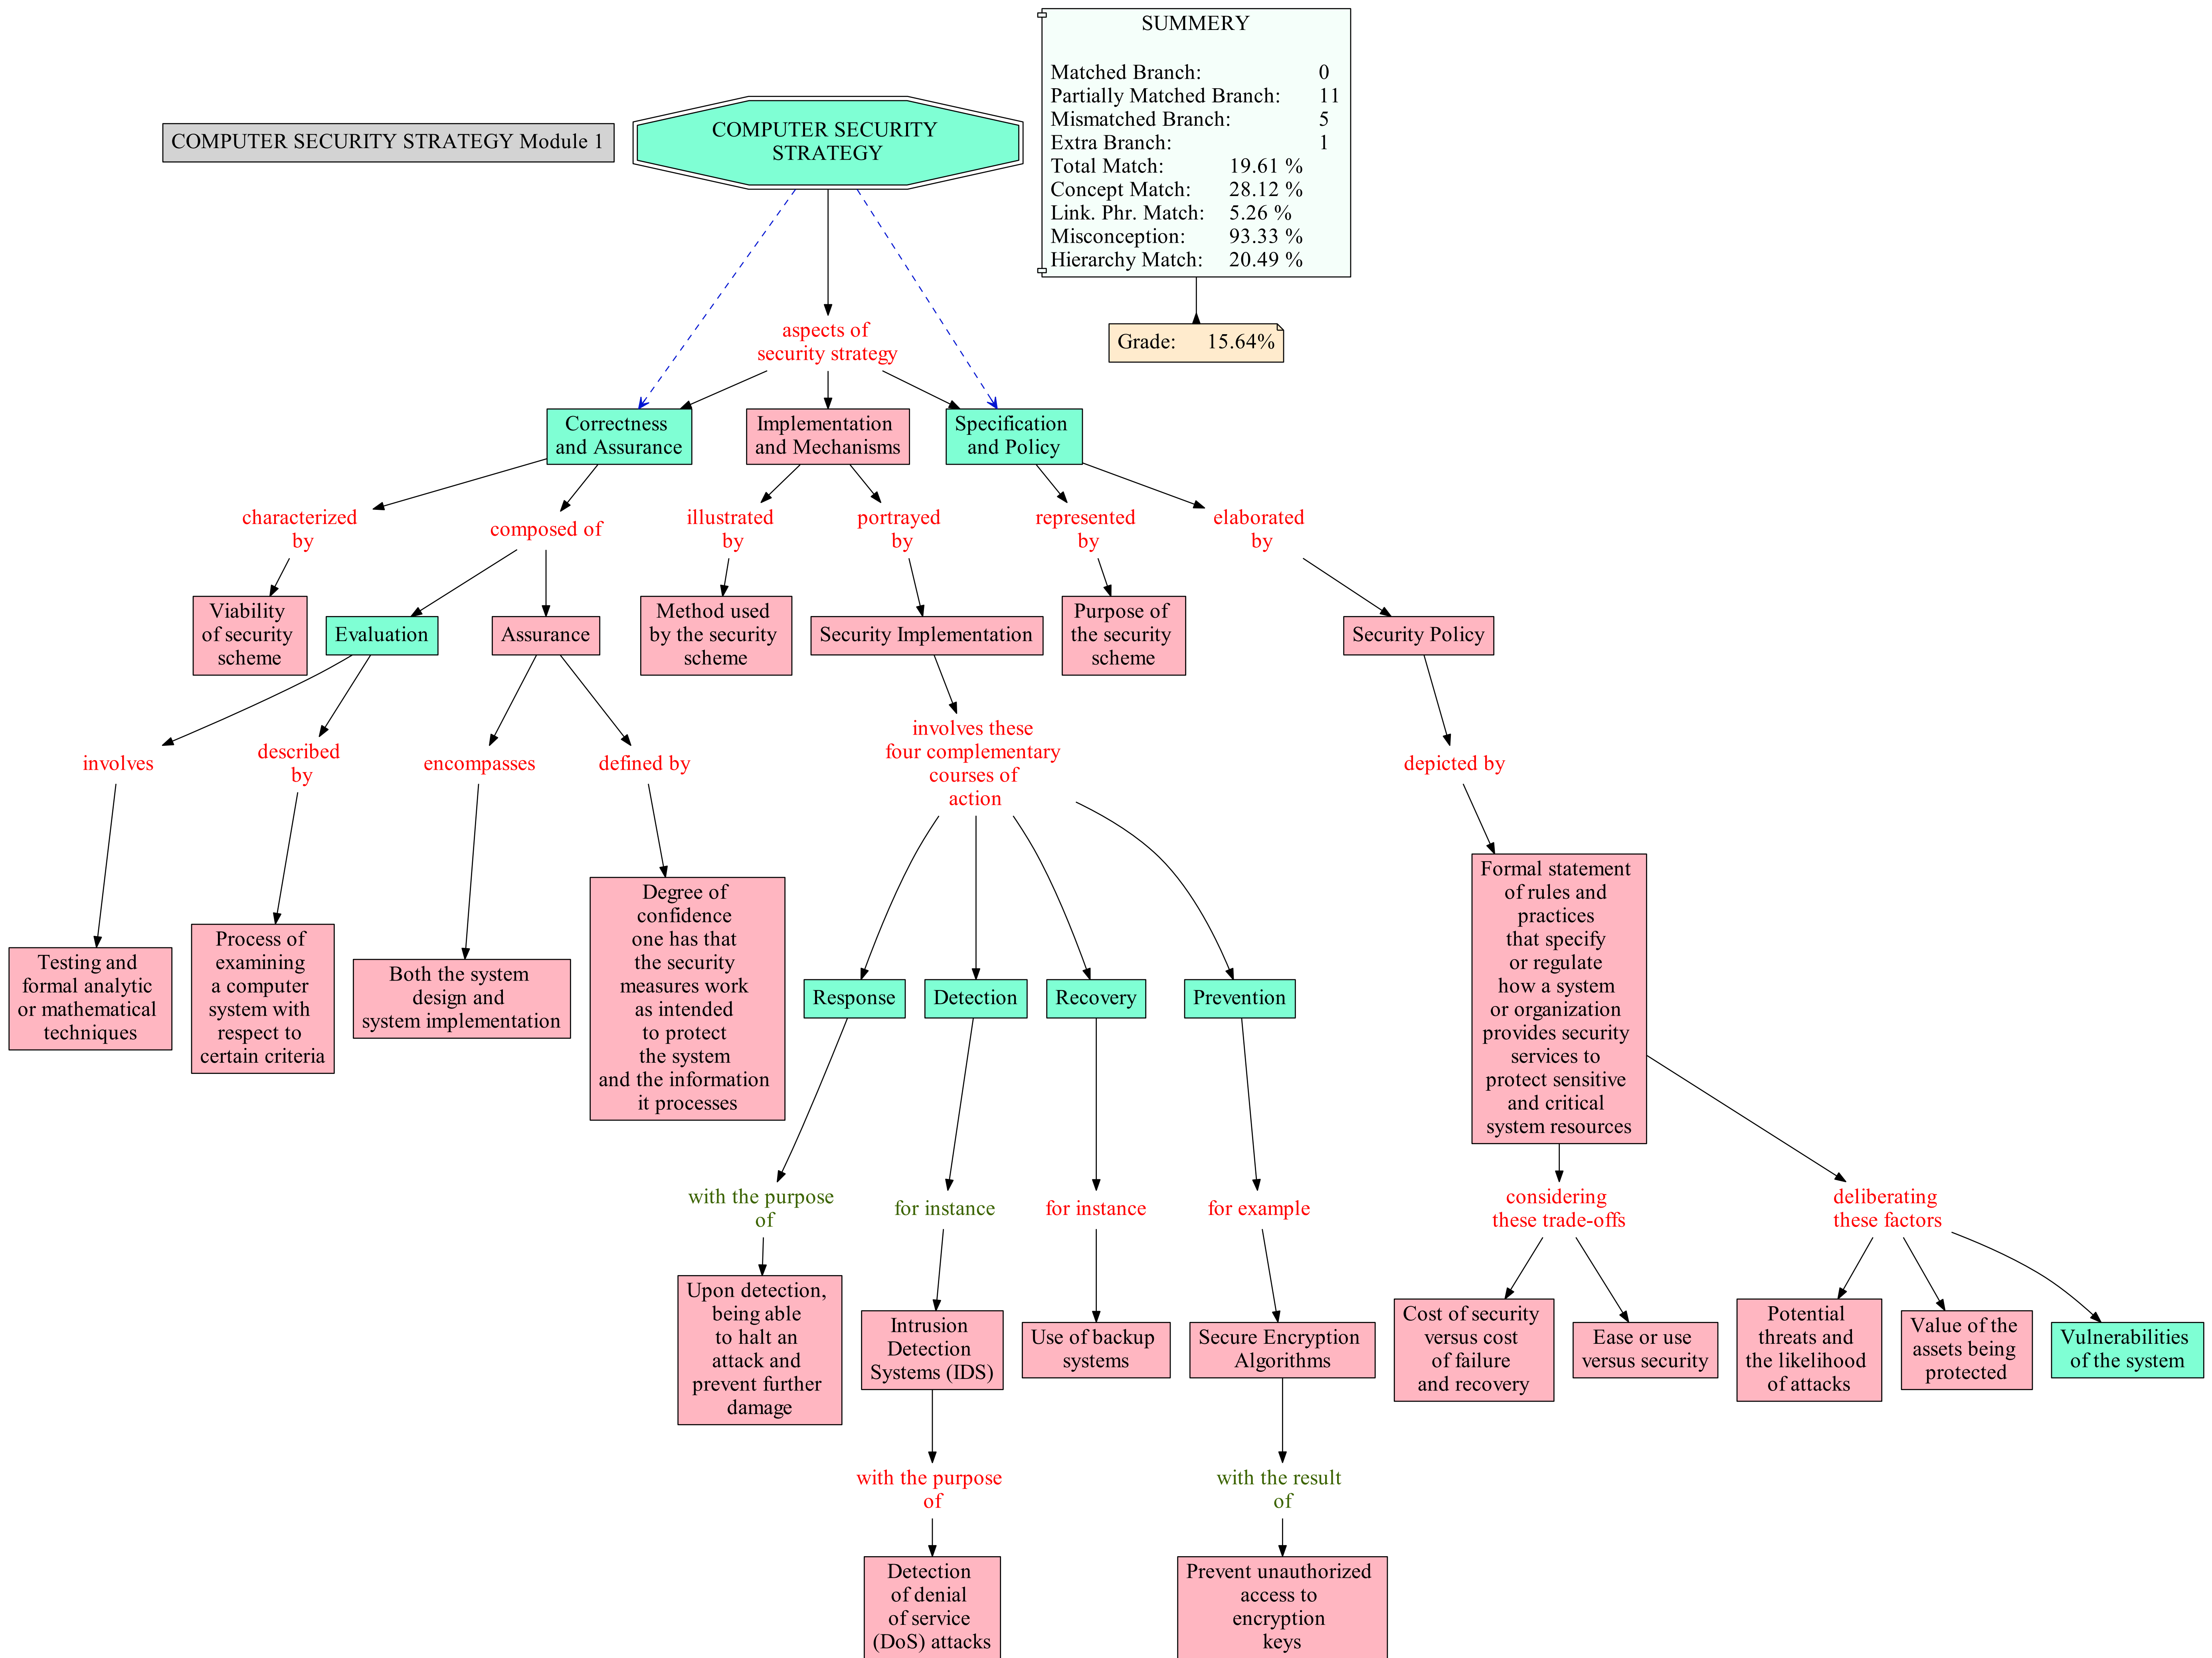 SUMMERY
Matched Branch: 0
Partially Matched Branch: 11
Mismatched Branch: 5
Extra Branch: 1
Total Match: 19.61 %
Concept Match: 28.12 %
Link. Phr. Match: 5.26 %
Misconception: 93.33 %
Hierarchy Match: 20.49 %
COMPUTER SECURITY STRATEGY Module 1
COMPUTER SECURITY
STRATEGY
Grade: 15.64%
aspects of
security strategy
Correctness
and Assurance
Implementation
and Mechanisms
Specification
and Policy
characterized
by
composed of
illustrated
by
portrayed
by
represented
by
elaborated
by
Viability
of security
scheme
Evaluation
Assurance
Method used
by the security
scheme
Security Implementation
Purpose of
the security
scheme
Security Policy
involves
described
by
encompasses
defined by
involves these
four complementary
courses of
action
depicted by
Testing and
formal analytic
or mathematical
techniques
Process of
examining
a computer
system with
respect to
certain criteria
Both the system
design and
system implementation
Degree of
confidence
one has that
the security
measures work
as intended
to protect
the system
and the information
it processes
Response
Detection
Recovery
Prevention
Formal statement
of rules and
practices
that specify
or regulate
how a system
or organization
provides security
services to
protect sensitive
and critical
system resources
with the purpose
of
for instance
for instance
for example
considering
these trade-offs
deliberating
these factors
Upon detection,
being able
to halt an
attack and
prevent further
damage
Intrusion
Detection
Systems (IDS)
Use of backup
systems
Secure Encryption
Algorithms
Cost of security
versus cost
of failure
and recovery
Ease or use
versus security
Potential
threats and
the likelihood
of attacks
Value of the
assets being
protected
Vulnerabilities
of the system
with the purpose
of
with the result
of
Detection
of denial
of service
(DoS) attacks
Prevent unauthorized
access to
encryption
keys